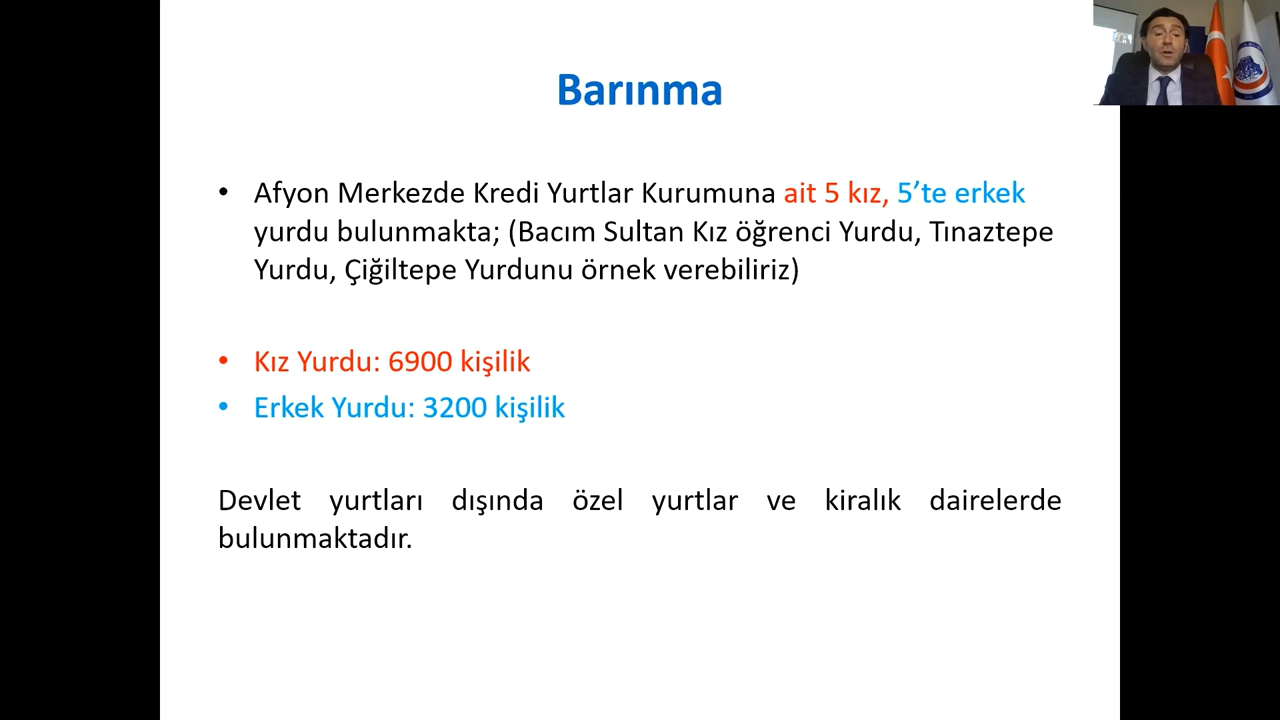 Barınma
• Afyon Merkezde Kredi Yurtlar Kurumuna ait 5 kız, 5’te erkek
yurdu bulunmakta; (Bacım Sultan Kız öğrenci Yurdu, Tınaztepe
Yurdu, Çiğiltepe Yurdunu örnek verebiliriz)
• Kız Yurdu: 6900 kişilik
• Erkek Yurdu: 3200 kişilik
Devlet yurtları dışında özel yurtlar ve kiralık dairelerde
bulunmaktadır.